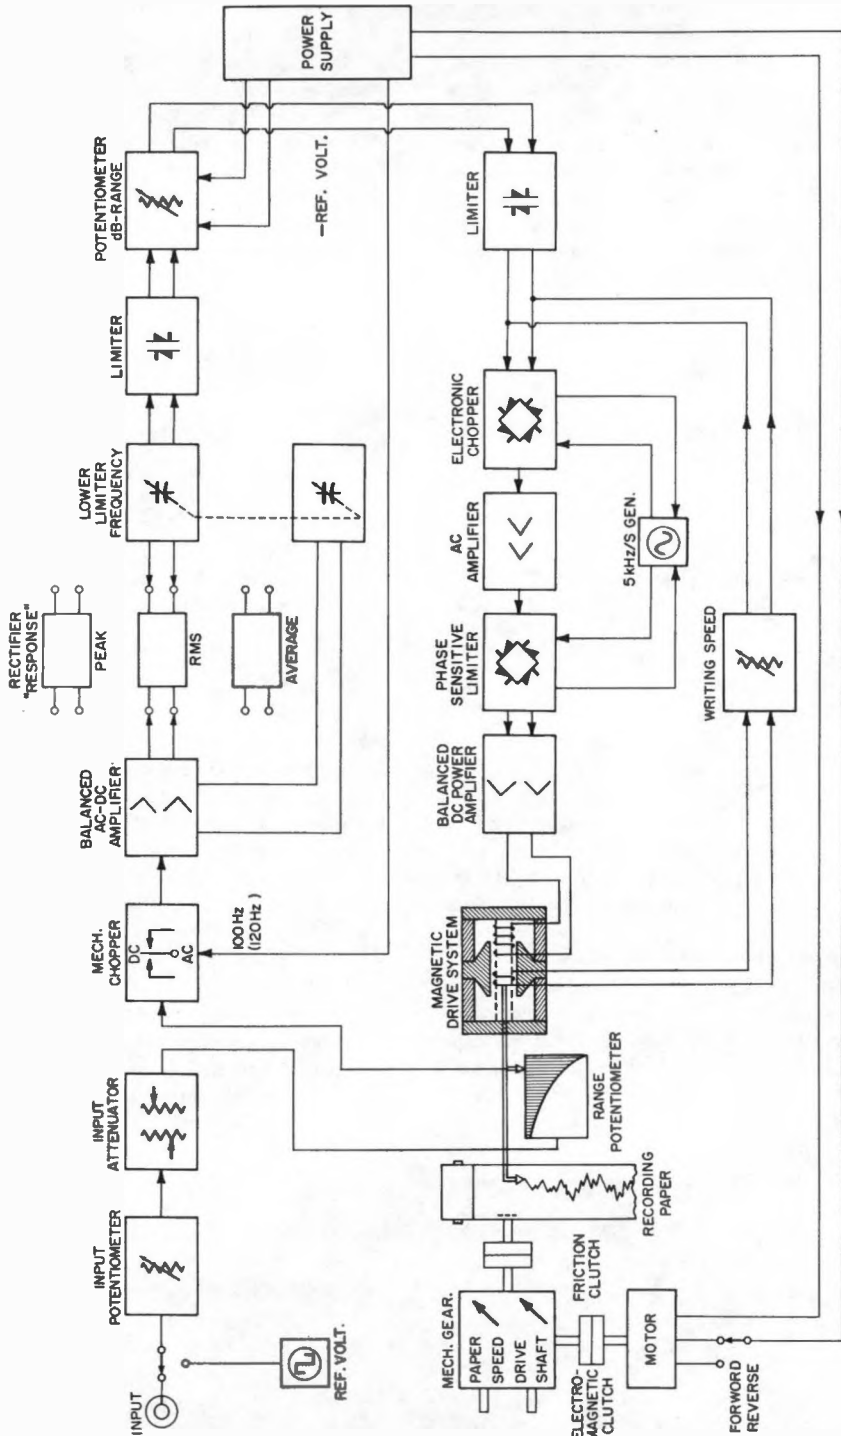 POWER
SUPPLY
POTENTIOMETER
dB-RANGE
–REF. VOLT.
LIMITER
LIMITER
LOWER
LIMITER
FREQUENCY
RECTIFIER
"RESPONSE"
PEAK
RMS
AVERAGE
BALANCED
AC-DC
AMPLIFIER
MECH.
CHOPPER
DC
AC
100Hz
(120Hz)
INPUT
ATTENUATOR
INPUT
POTENTIOMETER
INPUT
REF. VOLT.
ELECTRONIC
CHOPPER
AC
AMPLIFIER
5kHz/S GEN.
PHASE
SENSITIVE
LIMITER
WRITING SPEED
BALANCED
DC POWER
AMPLIFIER
MAGNETIC
DRIVE SYSTEM
RANGE
POTENTIOMETER
RECORDING
PAPER
FRICTION
CLUTCH
MECH. GEAR.
PAPER
SPEED
DRIVE
SHAFT
ELECTRO-
MAGNETIC
CLUTCH
MOTOR
FORWORD
REVERSE